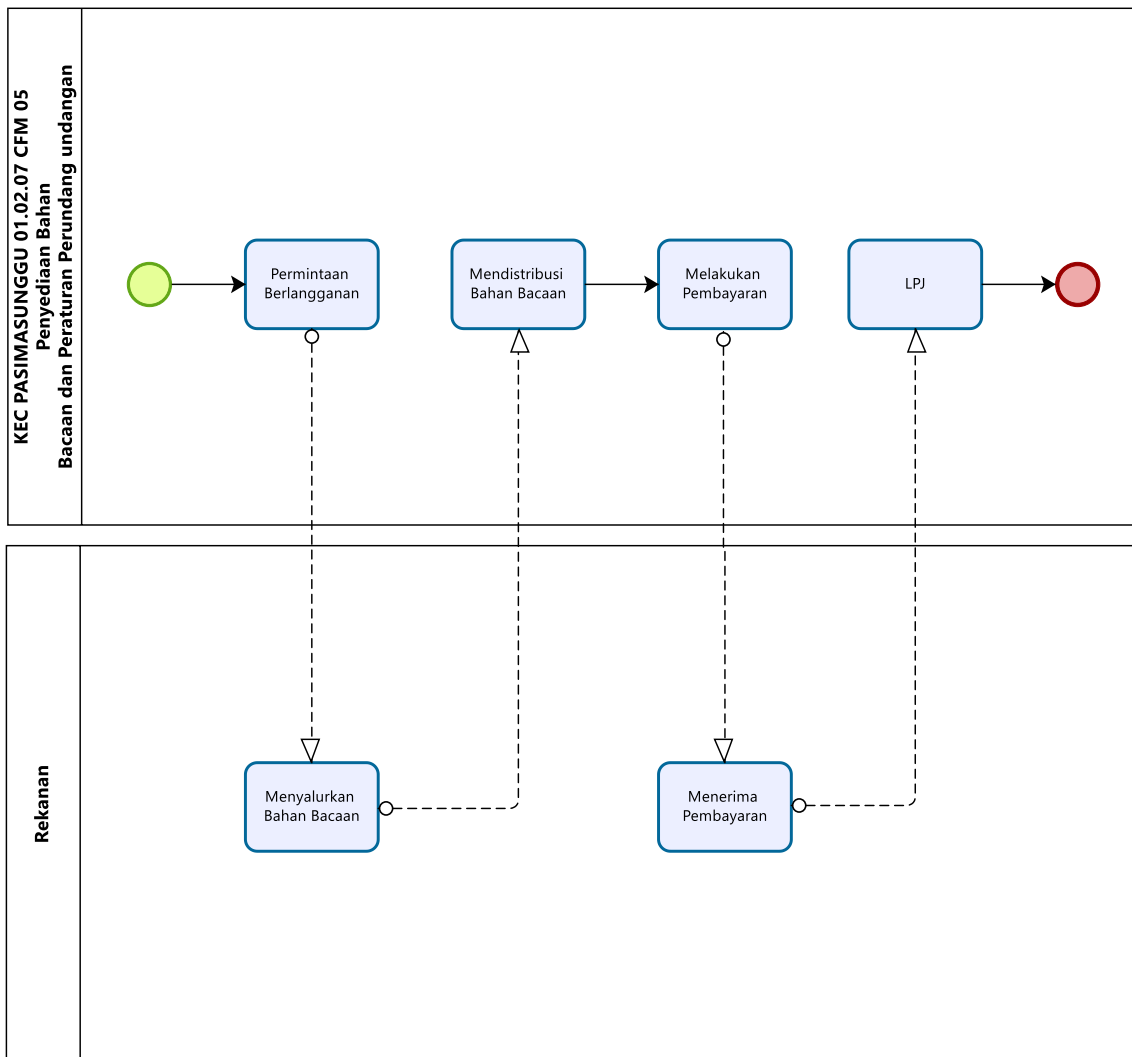 KEC PASIMASUNGGU 01.02.07 CFM 05
Penyediaan Bahan
Bacaan dan Peraturan Perundang undangan
Permintaan
Berlangganan
Mendistribusi
Bahan Bacaan
Melakukan
Pembayaran
LPJ
Rekanan
Menyalurkan
Bahan Bacaan
Menerima
Pembayaran